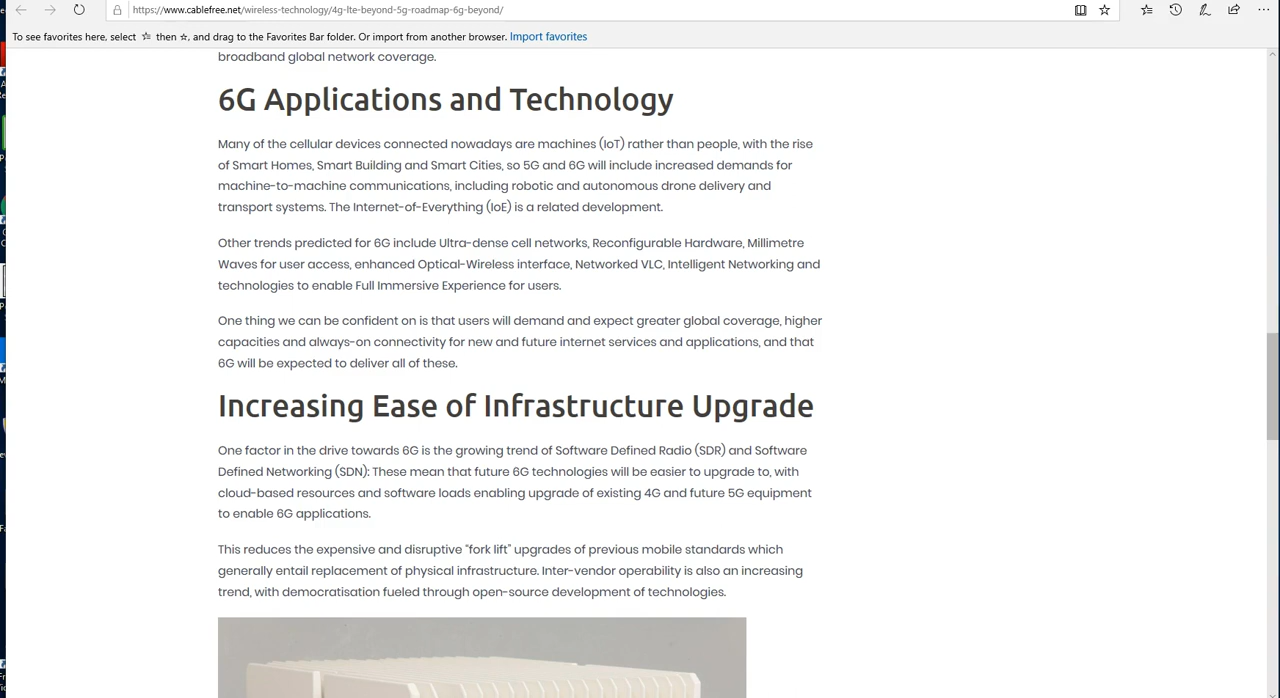 https://www.cablefree.net/wireless-technology/4g-lte-beyond-5g-roadmap-6g-beyond/
To see favorites here, select ☆ then ☆, and drag to the Favorites Bar folder. Or import from another browser. Import favorites
broadband global network coverage.
6G Applications and Technology
Many of the cellular devices connected nowadays are machines (IoT) rather than people, with the rise
of Smart Homes, Smart Building and Smart Cities, so 5G and 6G will include increased demands for
machine-to-machine communications, including robotic and autonomous drone delivery and
transport systems. The Internet-of-Everything (IoE) is a related development.
Other trends predicted for 6G include Ultra-dense cell networks, Reconfigurable Hardware, Millimetre
Waves for user access, enhanced Optical-Wireless interface, Networked VLC, Intelligent Networking and
technologies to enable Full Immersive Experience for users.
One thing we can be confident on is that users will demand and expect greater global coverage, higher
capacities and always-on connectivity for new and future internet services and applications, and that
6G will be expected to deliver all of these.
Increasing Ease of Infrastructure Upgrade
One factor in the drive towards 6G is the growing trend of Software Defined Radio (SDR) and Software
Defined Networking (SDN): These mean that future 6G technologies will be easier to upgrade to, with
cloud-based resources and software loads enabling upgrade of existing 4G and future 5G equipment
to enable 6G applications.
This reduces the expensive and disruptive “fork lift” upgrades of previous mobile standards which
generally entail replacement of physical infrastructure. Inter-vendor operability is also an increasing
trend, with democratisation fueled through open-source development of technologies.